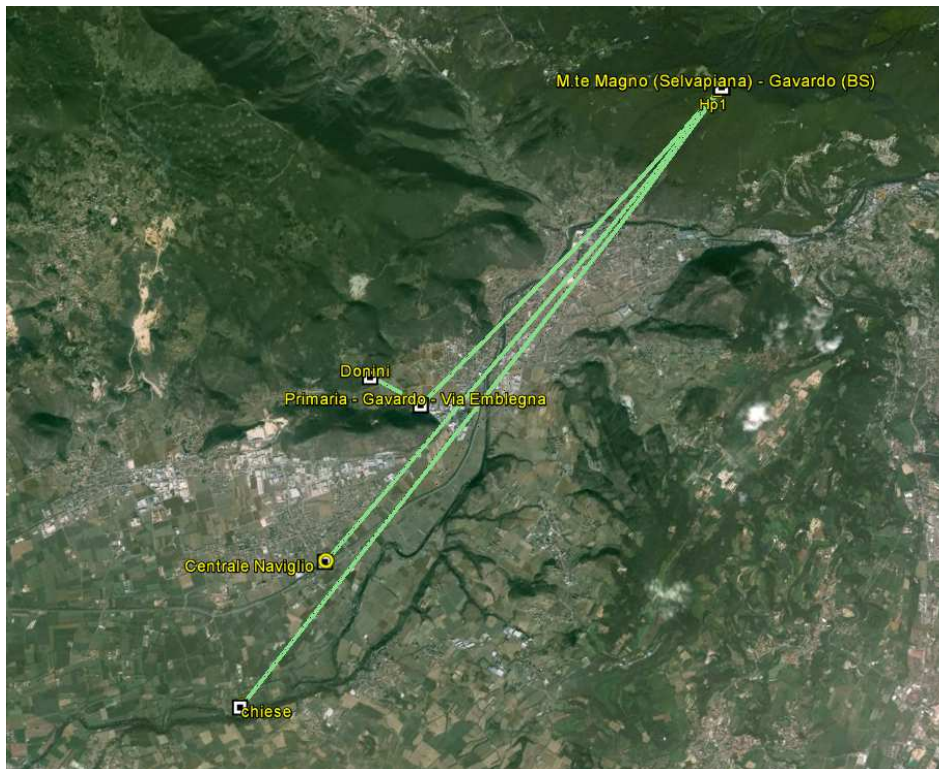 M.te Magno (Selvapiana) - Gavardo (BS)
Hp1
Donini
Primaria - Gavardo - Via Emblegna
Centrale Naviglio
chiese